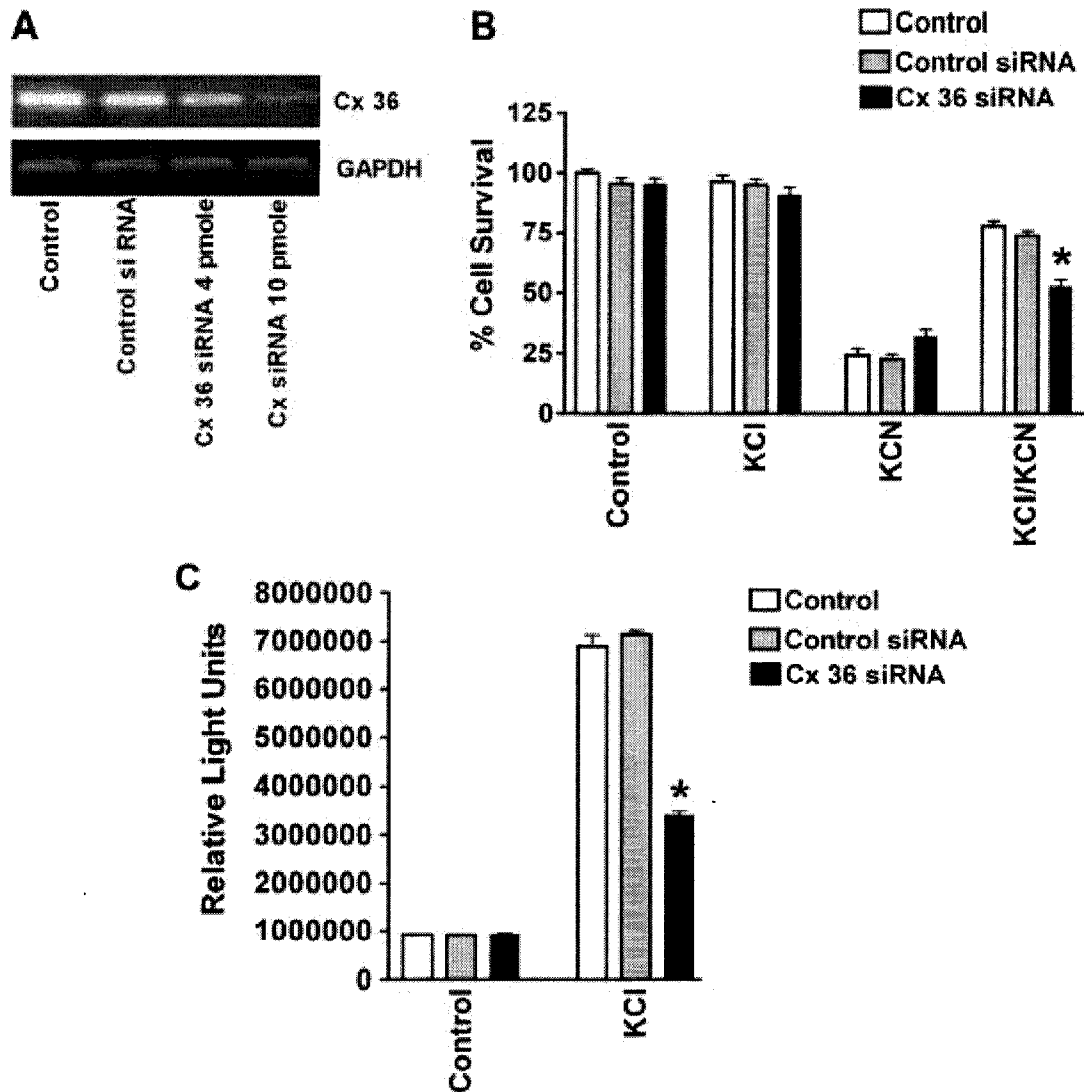 A
Cx 36
GAPDH
Control
Control si RNA
Cx 36 siRNA 4 pmole
Cx siRNA 10 pmole
B
Control
Control siRNA
Cx 36 siRNA
% Cell Survival
125
100
75
50
25
0
*
Control
KCl
KCN
KCl/KCN
C
Control
Control siRNA
Cx 36 siRNA
Relative Light Units
8000000
7000000
6000000
5000000
4000000
3000000
2000000
1000000
0
*
Control
KCl